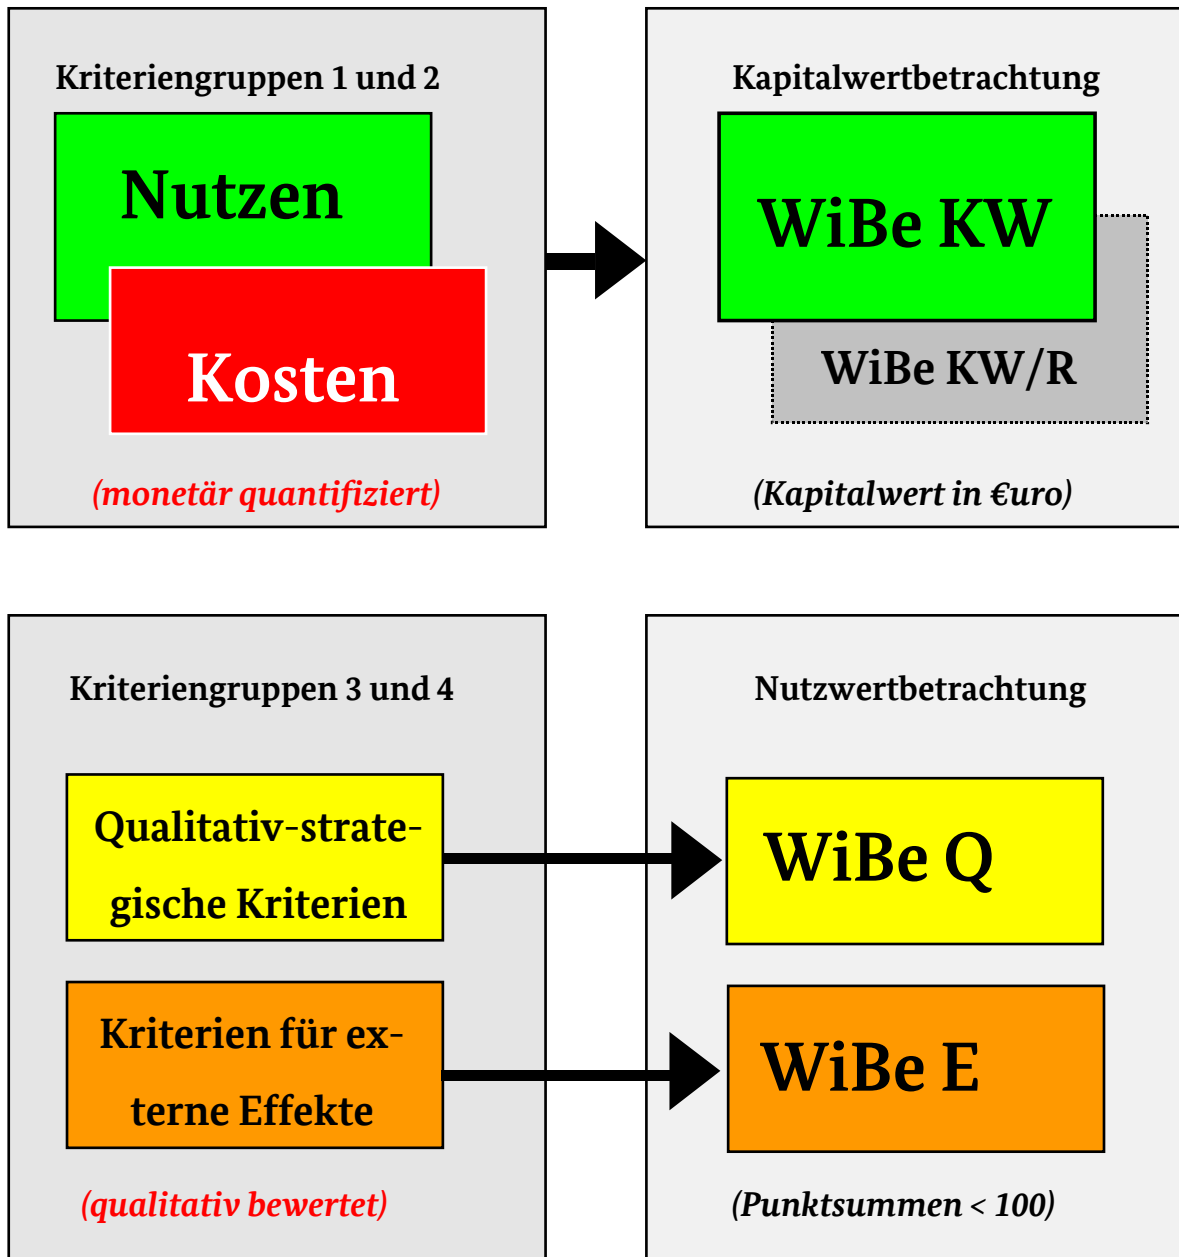 Kriteriengruppen 1 und 2
Nutzen
Kosten
(monetär quantifiziert)
Kapitalwertbetrachtung
WiBe KW
WiBe KW/R
(Kapitalwert in €uro)
Kriteriengruppen 3 und 4
Qualitativ-strate-
gische Kriterien
Kriterien für ex-
terne Effekte
(qualitativ bewertet)
Nutzwertbetrachtung
WiBe Q
WiBe E
(Punktsummen < 100)